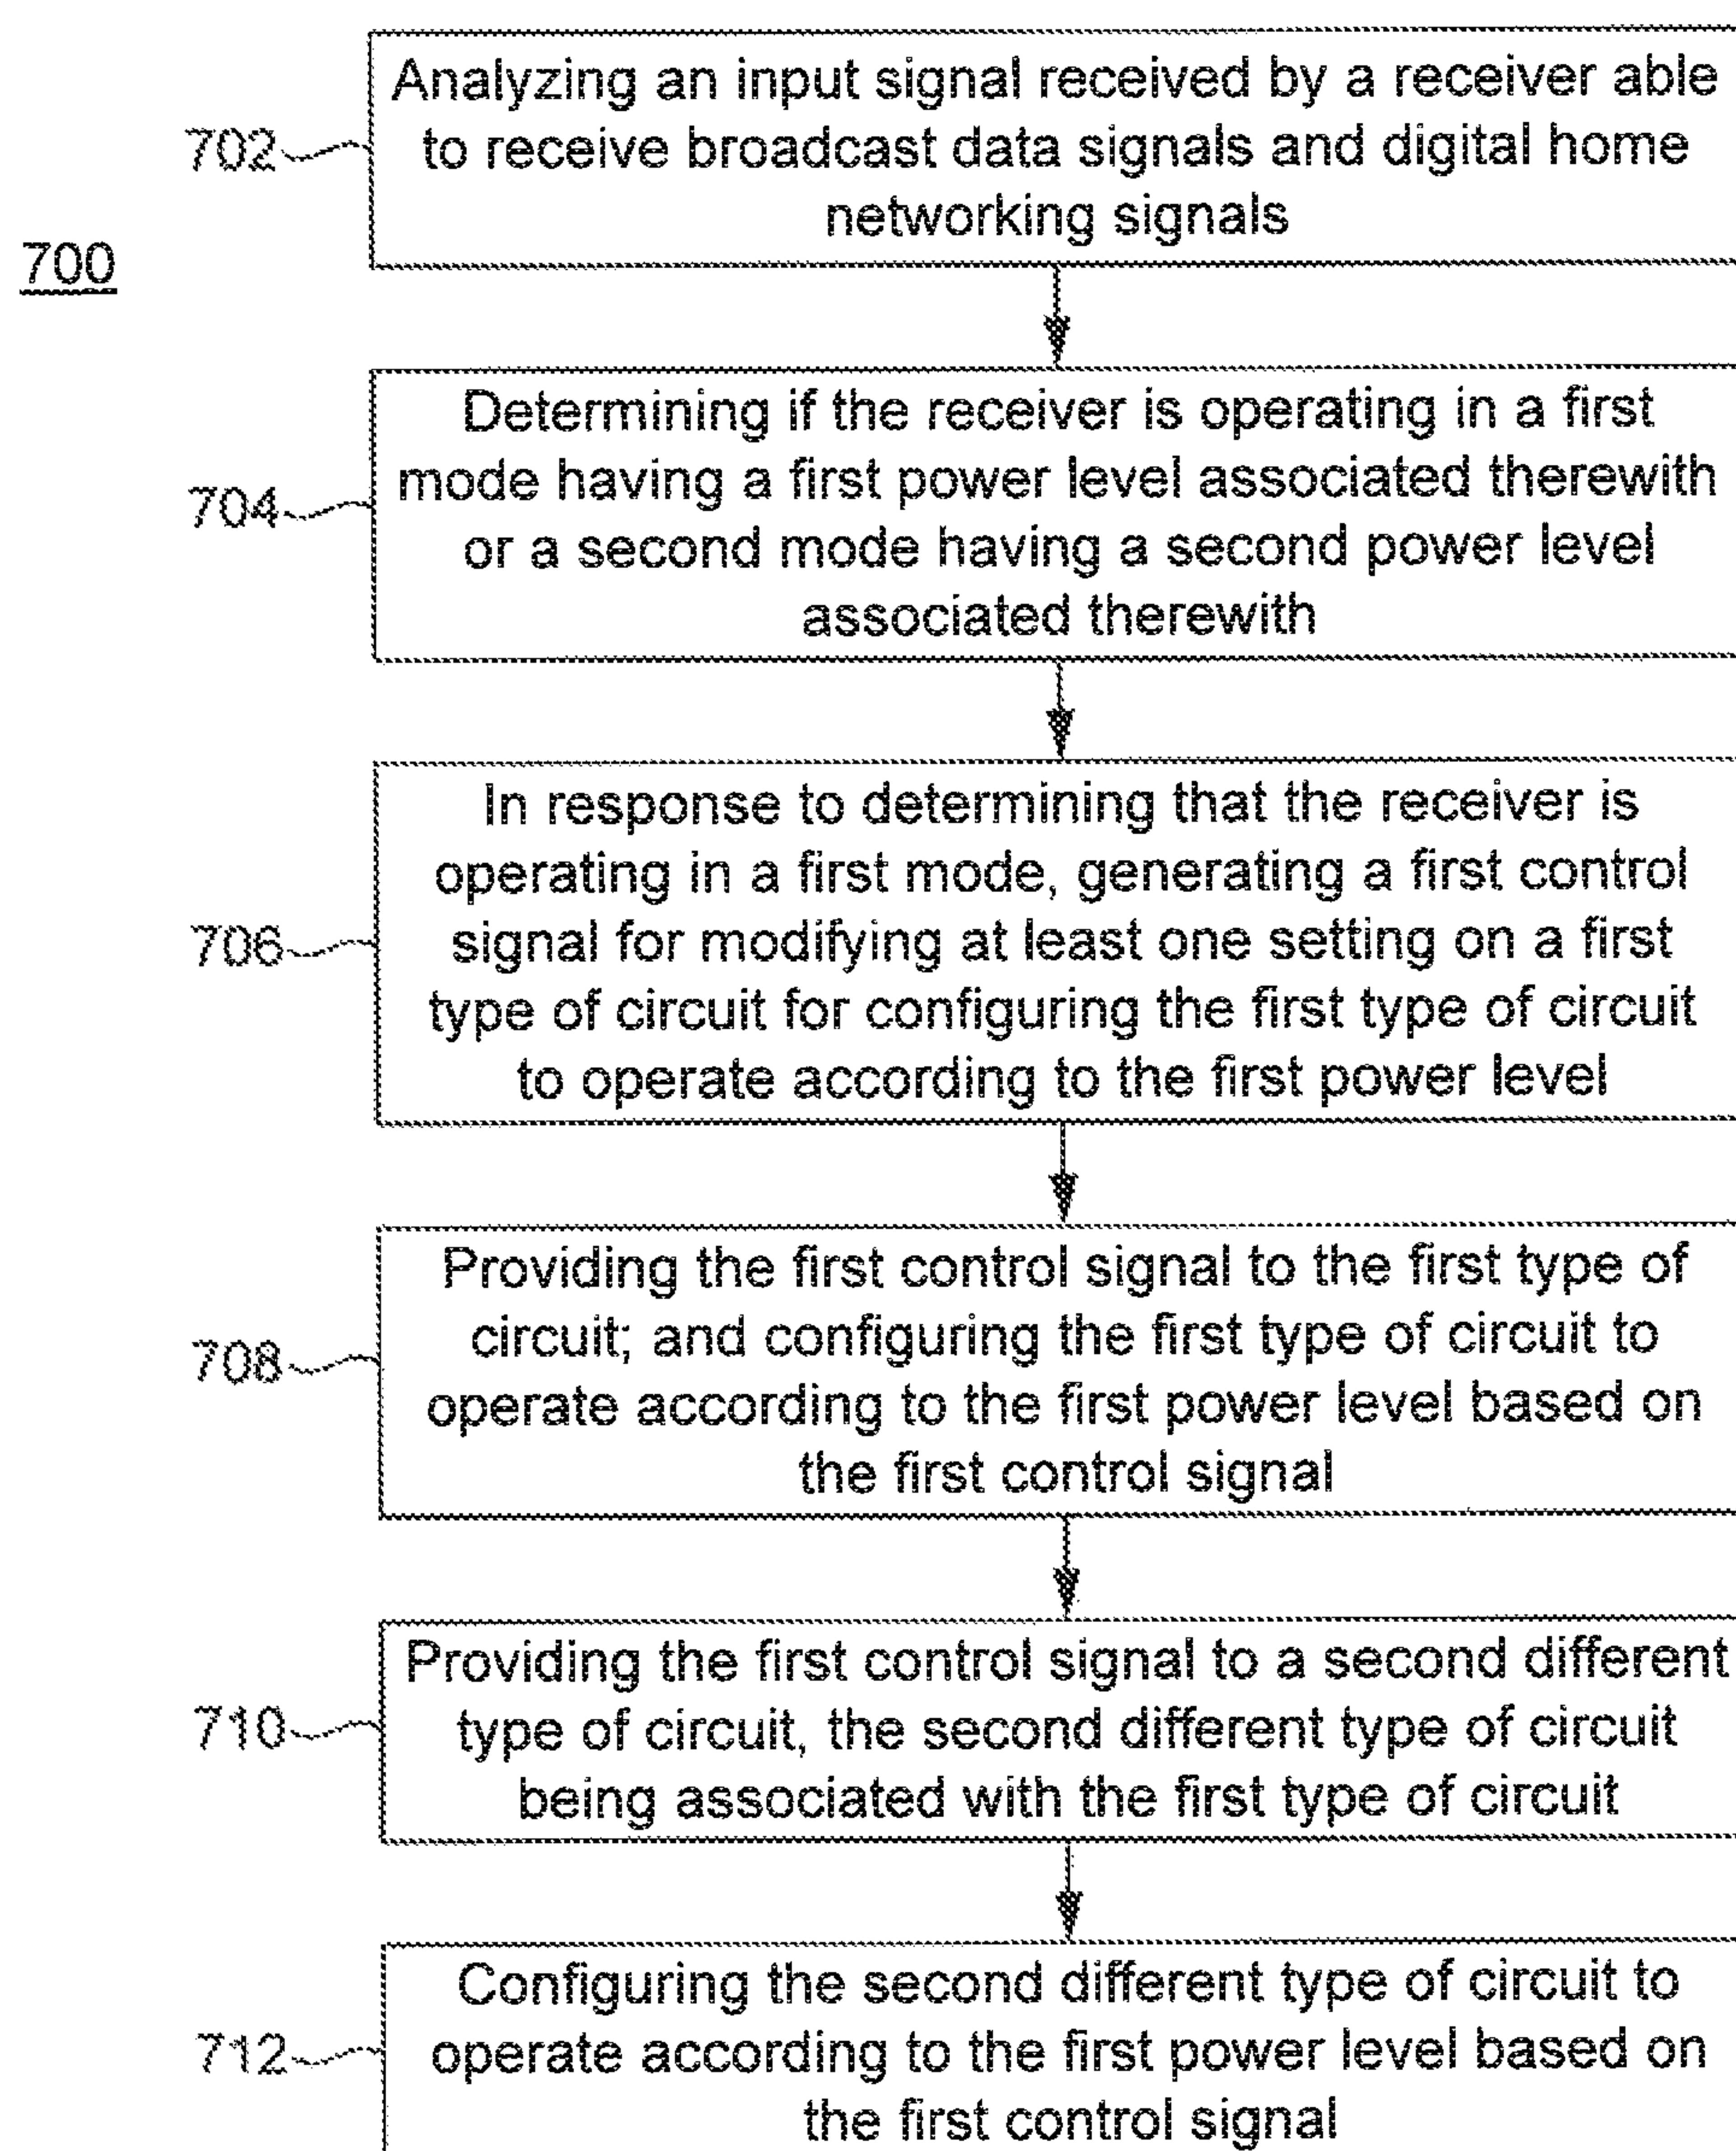 702
Analyzing an input signal received by a receiver able
to receive broadcast data signals and digital home
networking signals
700
704
Determining if the receiver is operating in a first
mode having a first power level associated therewith
or a second mode having a second power level
associated therewith
706
In response to determining that the receiver is
operating in a first mode, generating a first control
signal for modifying at least one setting on a first
type of circuit for configuring the first type of circuit
to operate according to the first power level
708
Providing the first control signal to the first type of
circuit; and configuring the first type of circuit to
operate according to the first power level based on
the first control signal
710
Providing the first control signal to a second different
type of circuit, the second different type of circuit
being associated with the first type of circuit
712
Configuring the second different type of circuit to
operate according to the first power level based on
the first control signal